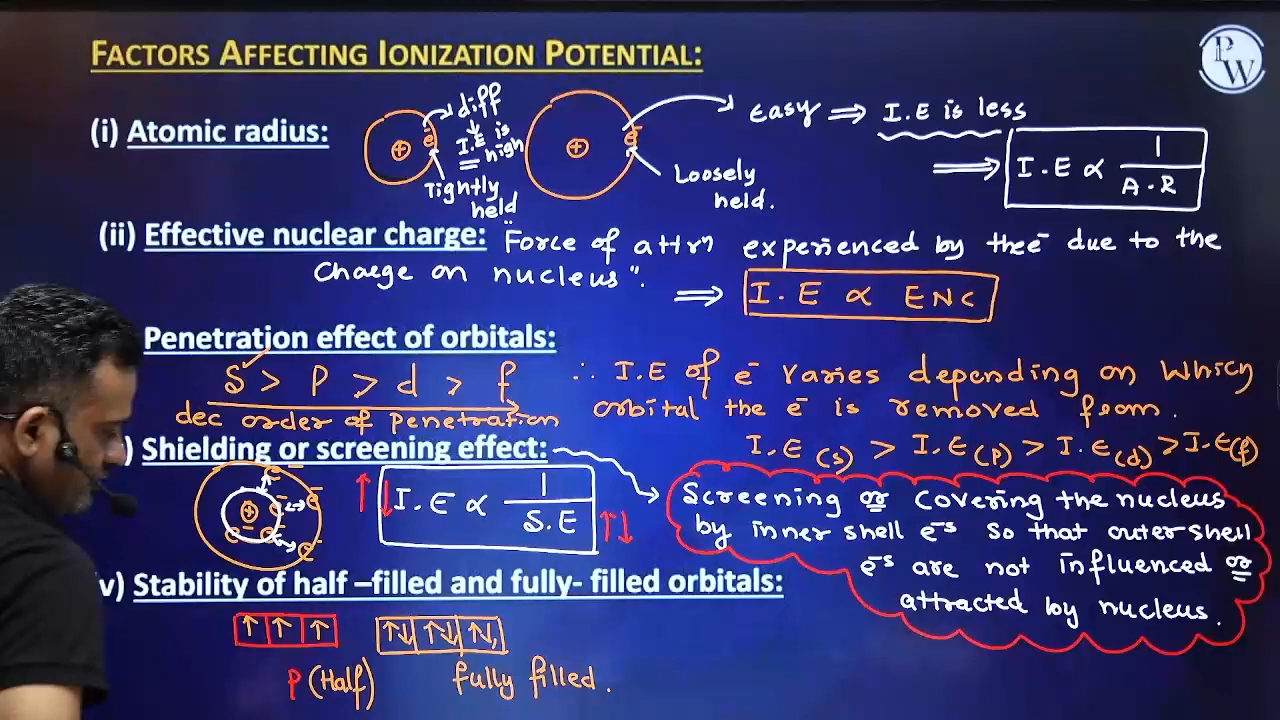 FACTORS AFFECTING IONIZATION POTENTIAL:
PW
(i) Atomic radius:
diff
I.E is high
Tightly held
Easy ⇒ I.E is less
Loosely held.
⇒ I.E ∝ 1/A.R
(ii) Effective nuclear charge: "Force of attrⁿ experienced by the e⁻ due to the
Charge on nucleus".
⇒ I.E ∝ ENC
Penetration effect of orbitals:
S > P > d > f
dec order of Penetration
∴ I.E of e⁻ varies depending on which
orbital the e⁻ is removed from.
I.E(s) > I.E(p) > I.E(d) > I.E(f)
) Shielding or screening effect:
I.E ∝ 1/S.E
Screening or covering the nucleus
by inner shell e⁻s so that outer shell
e⁻s are not influenced or
attracted by nucleus.
v) Stability of half –filled and fully- filled orbitals:
P (Half)
fully filled.